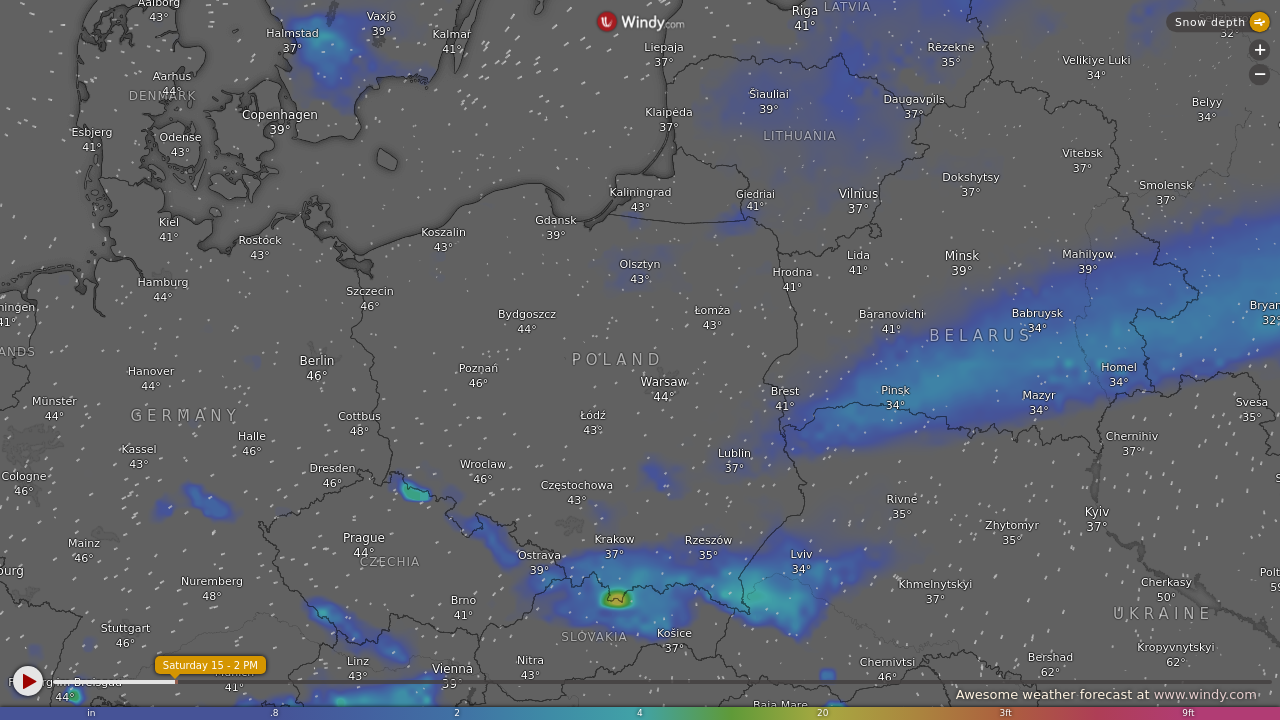 Aalborg
43°
Vaxjö
39°
Riga
41°
LATVIA
Windy.com
Snow depth
32°
Halmstad
37°
Kalmar
41°
Liepaja
37°
Rēzekne
35°
Velikiye Luki
34°
Aarhus
44°
DENMARK
Šiauliai
39°
Daugavpils
37°
Belyy
34°
Copenhagen
39°
Klaipėda
37°
Esbjerg
41°
Odense
43°
LITHUANIA
Vitebsk
37°
Dokshytsy
37°
Smolensk
37°
Kaliningrad
43°
Giedriai
41°
Vilnius
37°
Kiel
41°
Gdansk
39°
Koszalin
43°
Rostock
43°
Lida
41°
Minsk
39°
Mahilyow
39°
Olsztyn
43°
Hrodna
41°
Hamburg
44°
Szczecin
46°
41°
Bydgoszcz
44°
Łomża
43°
Baranovichi
41°
Babruysk
34°
32°
BELARUS
ANDS
POLAND
Berlin
46°
Hanover
44°
Poznań
46°
Warsaw
44°
Brest
41°
Pinsk
34°
Homel
34°
Münster
44°
GERMANY
Cottbus
48°
Łódź
43°
Mazyr
34°
Svesa
35°
Halle
46°
Kassel
43°
Chernihiv
37°
Lublin
37°
Cologne
46°
Dresden
46°
Wroclaw
46°
Częstochowa
43°
Rivne
35°
Kyiv
37°
Zhytomyr
35°
Mainz
46°
Prague
44°
CZECHIA
Ostrava
39°
Krakow
37°
Rzeszów
35°
Lviv
34°
Nuremberg
48°
Brno
41°
Khmelnytskyi
37°
Cherkasy
50°
UKRAINE
Stuttgart
46°
SLOVAKIA
Košice
37°
Kropyvnytskyi
62°
Saturday 15 - 2 PM
41°
Linz
43°
Vienna
39°
Nitra
43°
Chernivtsi
46°
Bershad
62°
44°
Baia Mare
Awesome weather forecast at www.windy.com
in .8 2 4 20 3ft 9ft